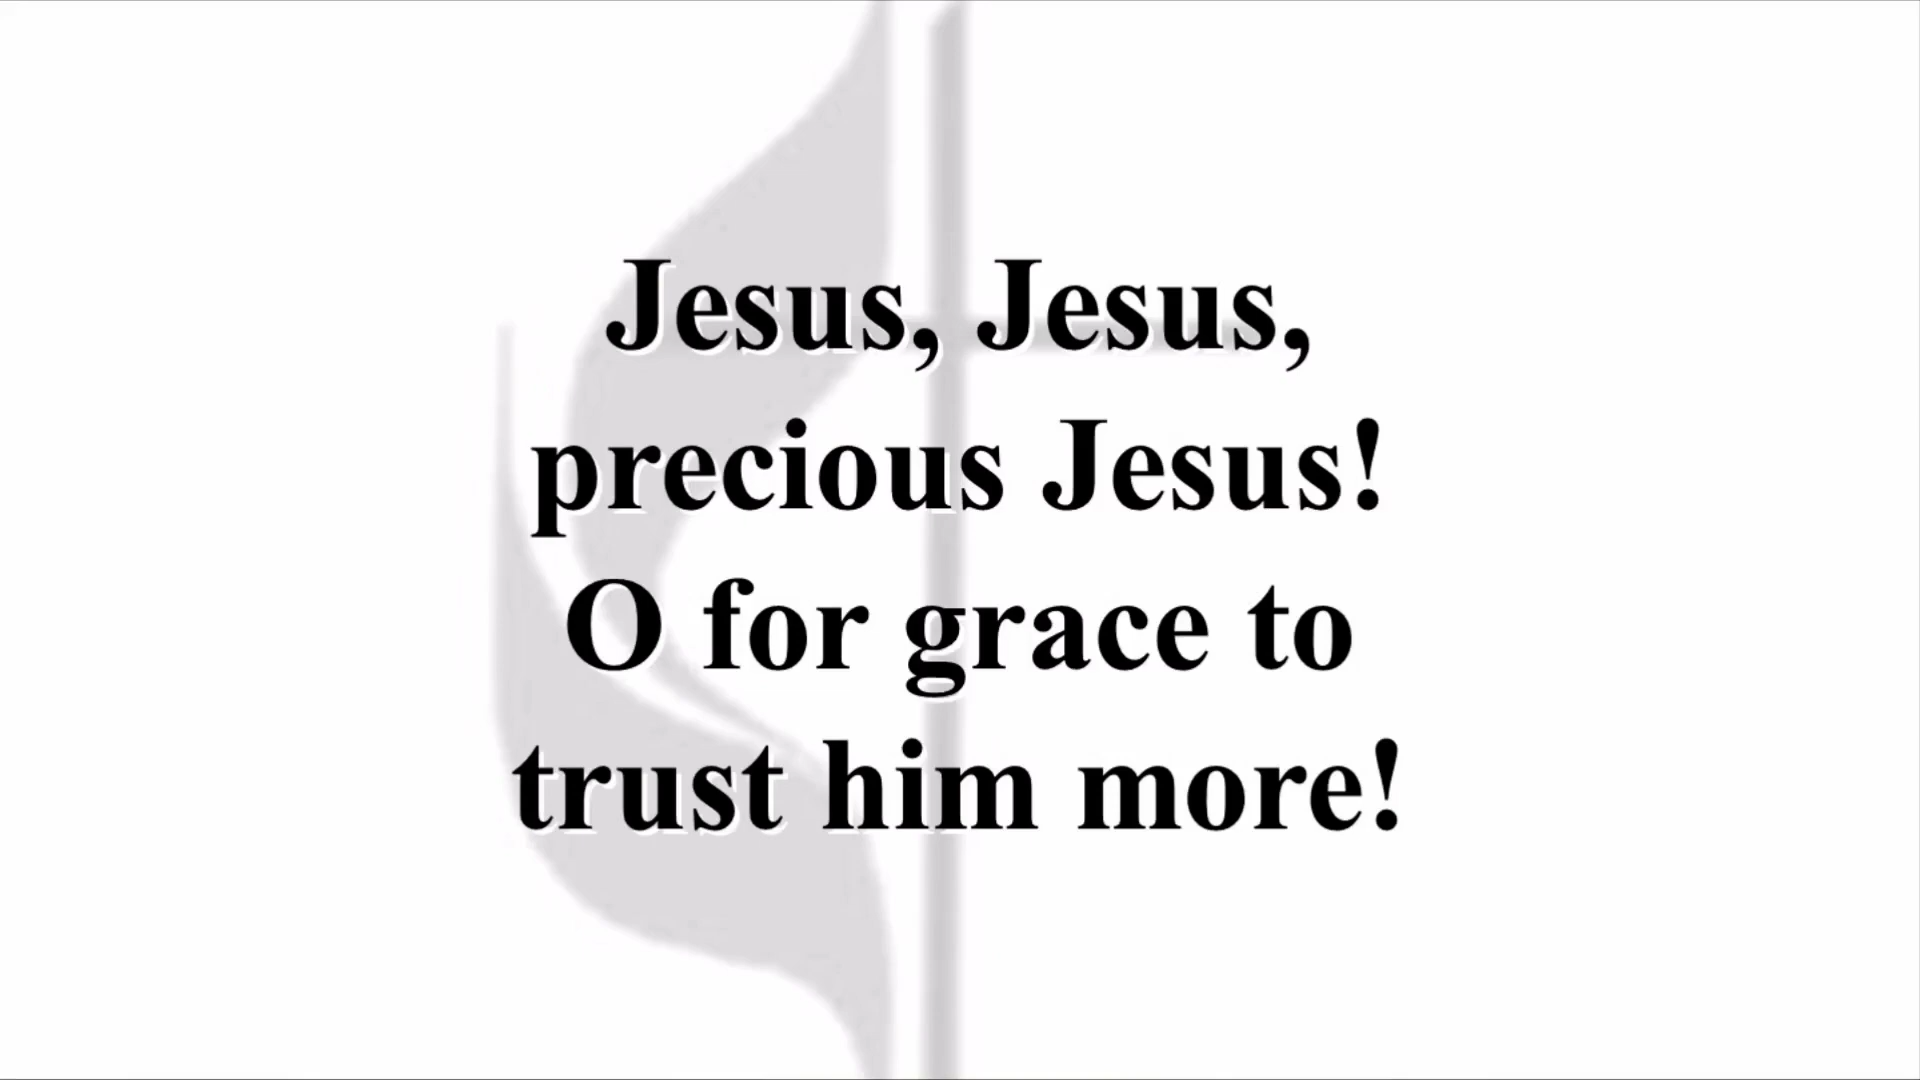 Jesus, Jesus,
precious Jesus!
O for grace to
trust him more!